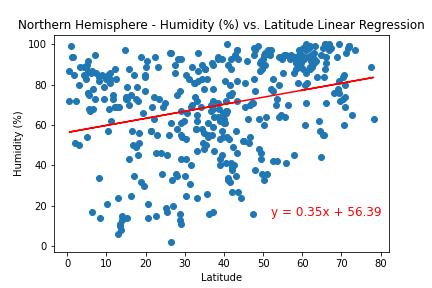 Northern Hemisphere - Humidity (%) vs. Latitude Linear Regression
100
80
60
40
20
0
Humidity (%)
y = 0.35x + 56.39
0 10 20 30 40 50 60 70 80
Latitude